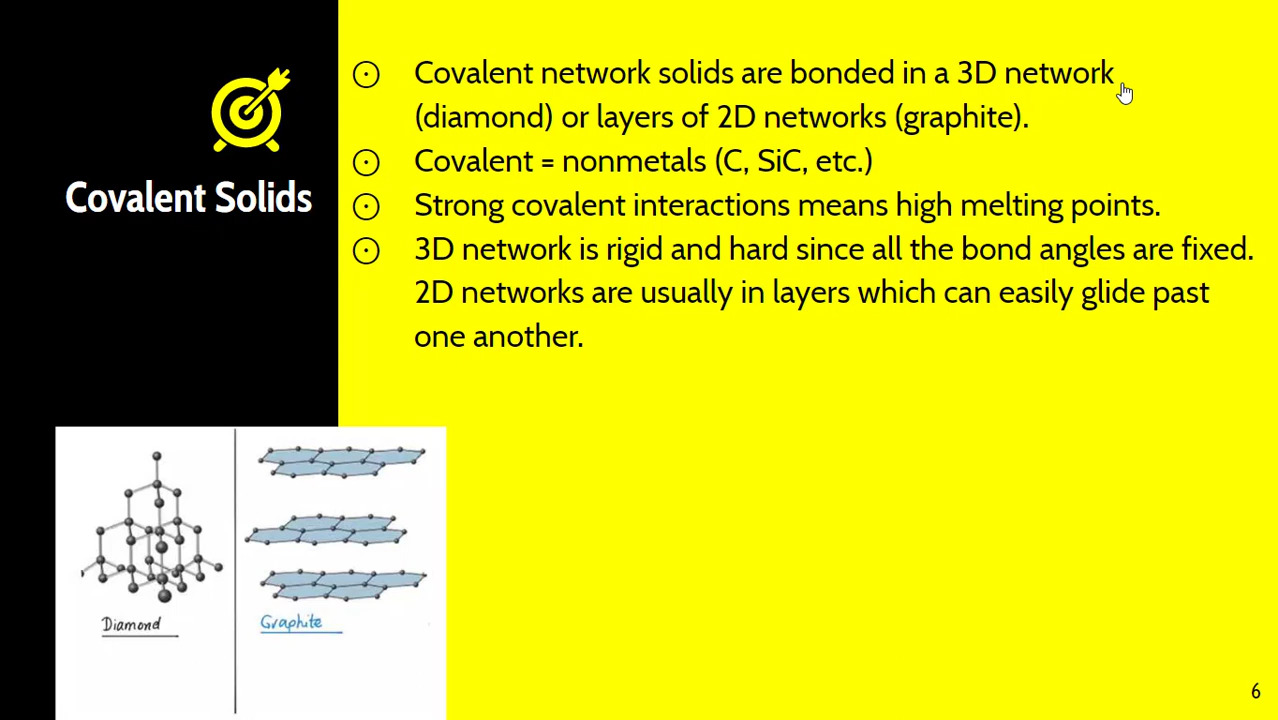 Covalent Solids
Covalent network solids are bonded in a 3D network
(diamond) or layers of 2D networks (graphite).
Covalent = nonmetals (C, SiC, etc.)
Strong covalent interactions means high melting points.
3D network is rigid and hard since all the bond angles are fixed.
2D networks are usually in layers which can easily glide past
one another.
Diamond
Graphite
6